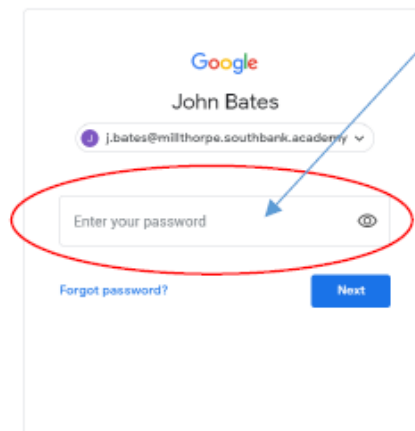 Google
John Bates
J j.bates@millthorpe.southbank.academy
Enter your password
Forgot password? Next